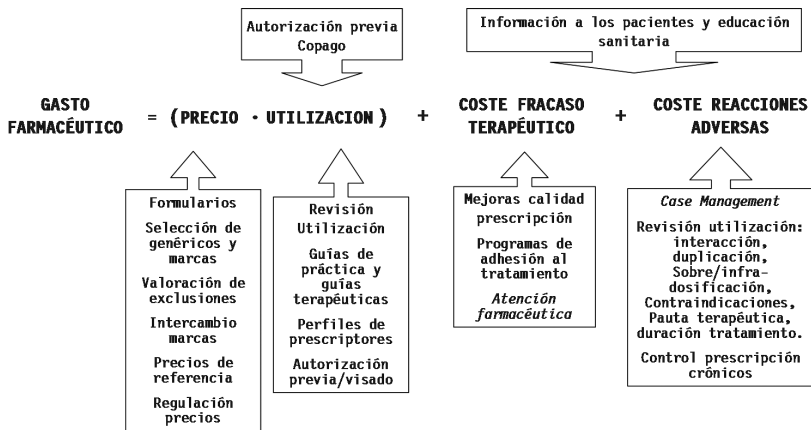 Autorización previa
Copago
Información a los pacientes y educación
sanitaria
GASTO
FARMACÉUTICO
= (PRECIO · UTILIZACION)
+
COSTE FRACASO
TERAPÉUTICO
+
COSTE REACCIONES
ADVERSAS
Formularios
Selección de
genéricos y
marcas
Valoración de
exclusiones
Intercambio
marcas
Precios de
referencia
Regulación
precios
Revisión
Utilización
Guías de
práctica y
guías
terapéuticas
Perfiles de
prescriptores
Autorización
previa/visado
Mejoras calidad
prescripción
Programas de
adhesión al
tratamiento
Atención
farmacéutica
Case Management
Revisión utilización:
interacción,
duplicación,
Sobre/infra-
dosificación,
Contraindicaciones,
Pauta terapéutica,
duración tratamiento.
Control prescripción
crónicos